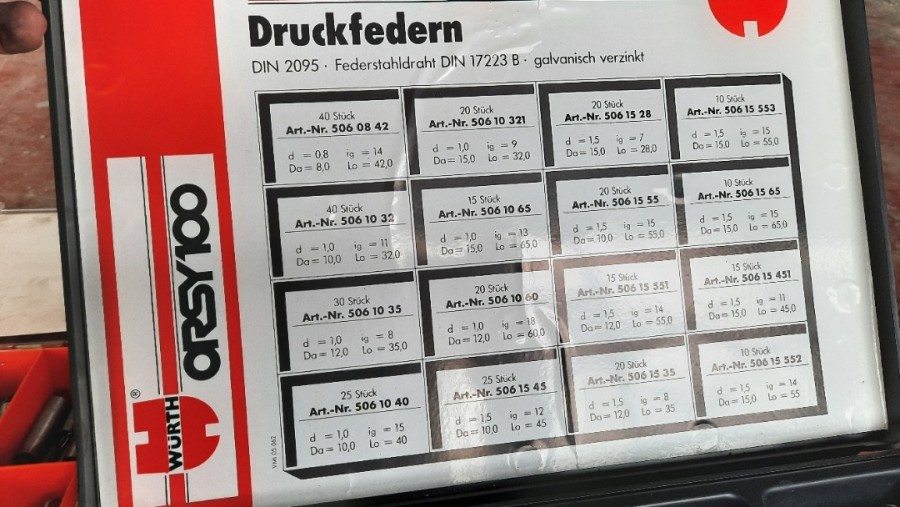 Druckfedern
DIN 2095 · Federstahldraht DIN 17223 B · galvanisch verzinkt
40 Stück
Art.-Nr. 506 08 42
d = 0,8 ig = 14
Da = 8,0 Lo = 42,0
20 Stück
Art.-Nr. 506 10 321
d = 1,0 ig = 9
Da = 15,0 Lo = 32,0
20 Stück
Art.-Nr. 506 15 28
d = 1,5 ig = 7
Da = 15,0 Lo = 28,0
10 Stück
Art.-Nr. 506 15 553
d = 1,5 ig = 15
Da = 15,0 Lo = 55,0
40 Stück
Art.-Nr. 506 10 32
d = 1,0 ig = 11
Da = 10,0 Lo = 32,0
15 Stück
Art.-Nr. 506 10 65
d = 1,0 ig = 13
Da = 15,0 Lo = 65,0
20 Stück
Art.-Nr. 506 15 55
d = 1,5 ig = 15
Da = 10,0 Lo = 55,0
10 Stück
Art.-Nr. 506 15 65
d = 1,5 ig = 15
Da = 15,0 Lo = 65,0
30 Stück
Art.-Nr. 506 10 35
d = 1,0 ig = 8
Da = 12,0 Lo = 35,0
20 Stück
Art.-Nr. 506 10 60
d = 1,0 ig = 18
Da = 12,0 Lo = 60,0
15 Stück
Art.-Nr. 506 15 551
d = 1,5 ig = 14
Da = 12,0 Lo = 55,0
15 Stück
Art.-Nr. 506 15 451
d = 1,5 ig = 11
Da = 15,0 Lo = 45,0
25 Stück
Art.-Nr. 506 10 40
d = 1,0 ig = 15
Da = 10,0 Lo = 40
25 Stück
Art.-Nr. 506 15 45
d = 1,5 ig = 12
Da = 10,0 Lo = 45
20 Stück
Art.-Nr. 506 15 35
d = 1,5 ig = 8
Da = 12,0 Lo = 35
10 Stück
Art.-Nr. 506 15 552
d = 1,5 ig = 14
Da = 15,0 Lo = 55
ORSY100
WÜRTH
®